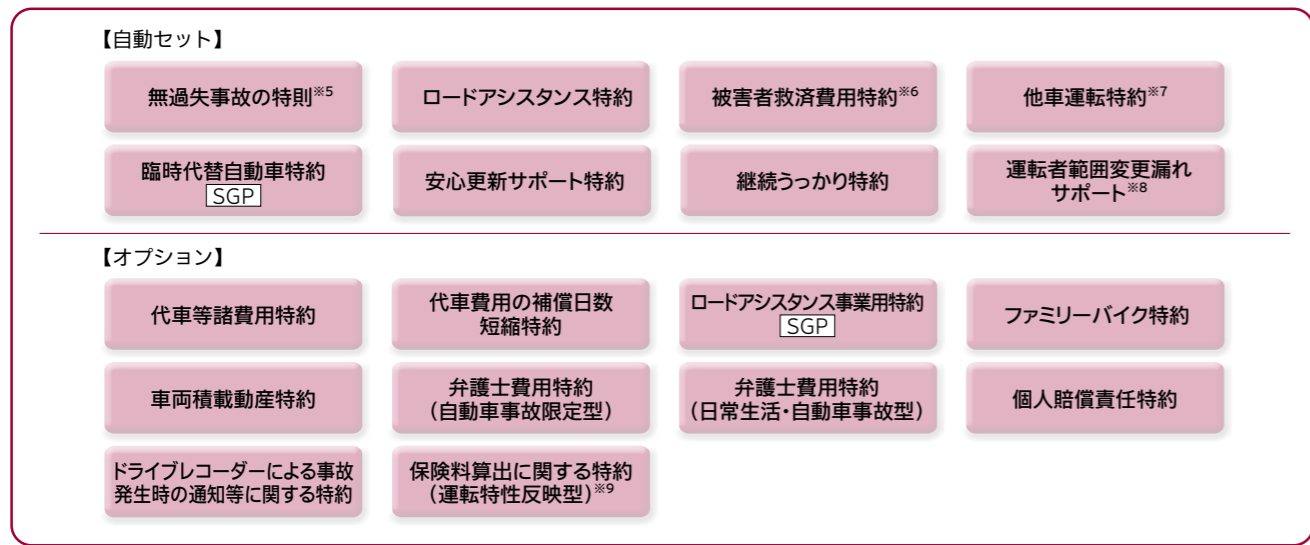 【自動セット】
無過失事故の特則※5
ロードアシスタンス特約
被害者救済費用特約※6
他車運転特約※7
臨時代替自動車特約
SGP
安心更新サポート特約
継続うっかり特約
運転者範囲変更漏れ
サポート※8
【オプション】
代車等諸費用特約
代車費用の補償日数
短縮特約
ロードアシスタンス事業用特約
SGP
ファミリーバイク特約
車両積載動産特約
弁護士費用特約
（自動車事故限定型）
弁護士費用特約
（日常生活・自動車事故型）
個人賠償責任特約
ドライブレコーダーによる事故
発生時の通知等に関する特約
保険料算出に関する特約
（運転特性反映型）※9